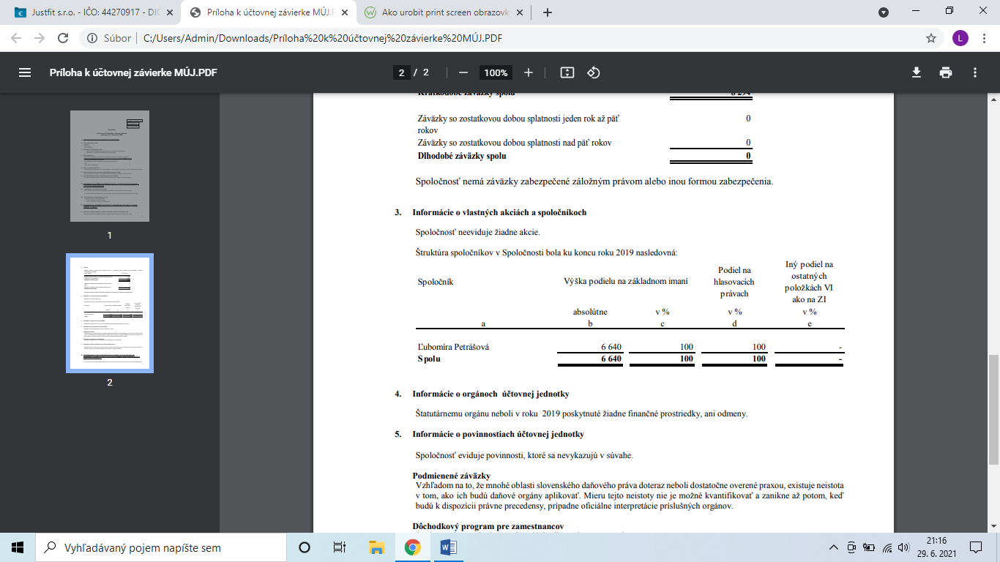 Justfit s.r.o. - IČO: 44270917 - DIČ
Príloha k účtovnej závierke MÚJ.P
Ako urobit print screen obrazovk
Súbor
C:/Users/Admin/Downloads/Príloha%20k%20účtovnej%20závierke%20MÚJ.PDF
L
Príloha k účtovnej závierke MÚJ.PDF
2 / 2
100%
1
2
Krátkodobé záväzky spolu 6 294
Záväzky so zostatkovou dobou splatnosti jeden rok až päť 0
rokov
Záväzky so zostatkovou dobou splatnosti nad päť rokov 0
Dlhodobé záväzky spolu 0
Spoločnosť nemá záväzky zabezpečené záložným právom alebo inou formou zabezpečenia.
3. Informácie o vlastných akciách a spoločníkoch
Spoločnosť neeviduje žiadne akcie.
Štruktúra spoločníkov v Spoločnosti bola ku koncu roku 2019 nasledovná:
Spoločník
Výška podielu na základnom imaní
Podiel na
hlasovacích
právach
Iný podiel na
ostatných
položkách VI
ako na ZI
absolútne v % v % v %
a b c d e
Ľubomíra Petrášová 6 640 100 100 -
Spolu 6 640 100 100 -
4. Informácie o orgánoch účtovnej jednotky
Štatutárnemu orgánu neboli v roku 2019 poskytnuté žiadne finančné prostriedky, ani odmeny.
5. Informácie o povinnostiach účtovnej jednotky
Spoločnosť eviduje povinnosti, ktoré sa nevykazujú v súvahe.
Podmienené záväzky
Vzhľadom na to, že mnohé oblasti slovenského daňového práva doteraz neboli dostatočne overené praxou, existuje neistota
v tom, ako ich budú daňové orgány aplikovať. Mieru tejto neistoty nie je možné kvantifikovať a zanikne až potom, keď
budú k dispozícii právne precedensy, prípadne oficiálne interpretácie príslušných orgánov.
Dôchodkový program pre zamestnancov
Vyhľadávaný pojem napíšte sem
21:16
29. 6. 2021